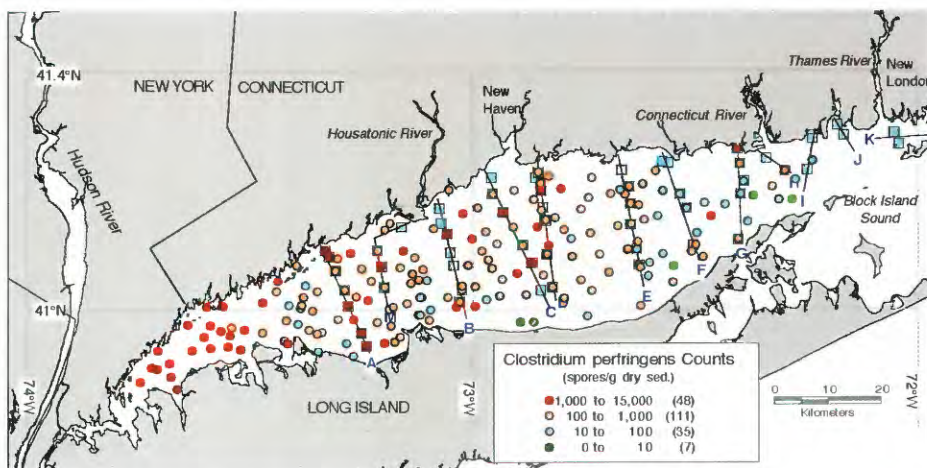 41.4°N
NEW YORK
CONNECTICUT
Hudson River
Housatonic River
New
Haven
Connecticut River
Thames River
New
London
K
J
I
Block Island
Sound
G
F
E
C
B
M
A
41°N
74°W
73°W
72°W
LONG ISLAND
Clostridium perfringens Counts
(spores/g dry sed.)
1,000 to 15,000 (48)
100 to 1,000 (111)
10 to 100 (35)
0 to 10 (7)
0 10 20
Kilometers